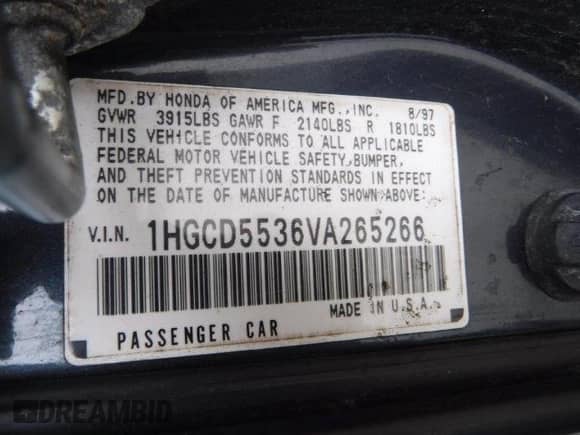 MFD.BY HONDA OF AMERICA MFG.,INC. 8/97
GVWR 3915LBS GAWR F 2140LBS R 1810LBS
THIS VEHICLE CONFORMS TO ALL APPLICABLE
FEDERAL MOTOR VEHICLE SAFETY,BUMPER,
AND THEFT PREVENTION STANDARDS IN EFFECT
ON THE DATE OF MANUFACTURE SHOWN ABOVE.
V.I.N. 1HGCD5536VA265266
MADE IN U.S.A.
PASSENGER CAR
DREAMBID